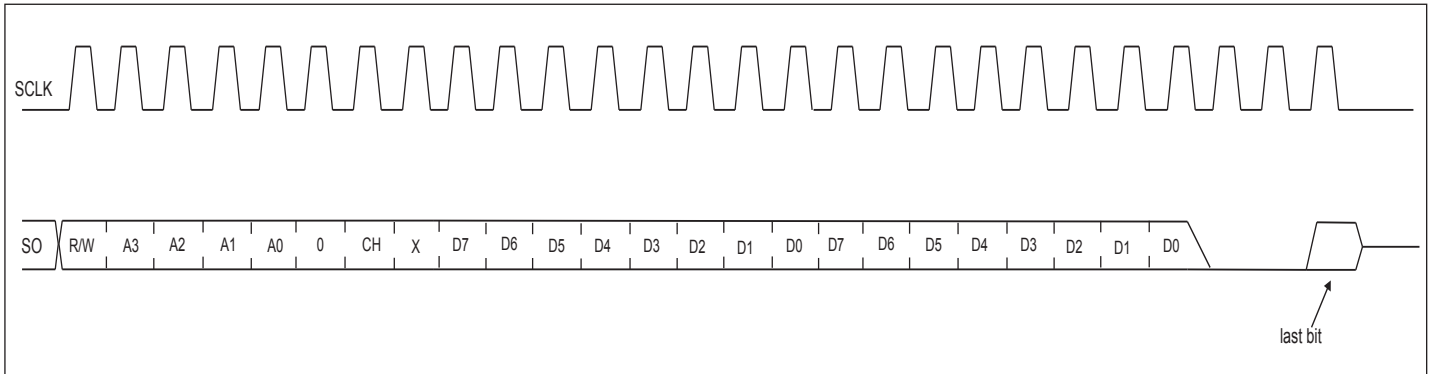 SCLK
SO R/W A3 A2 A1 A0 0 CH X D7 D6 D5 D4 D3 D2 D1 D0 D7 D6 D5 D4 D3 D2 D1 D0
last bit